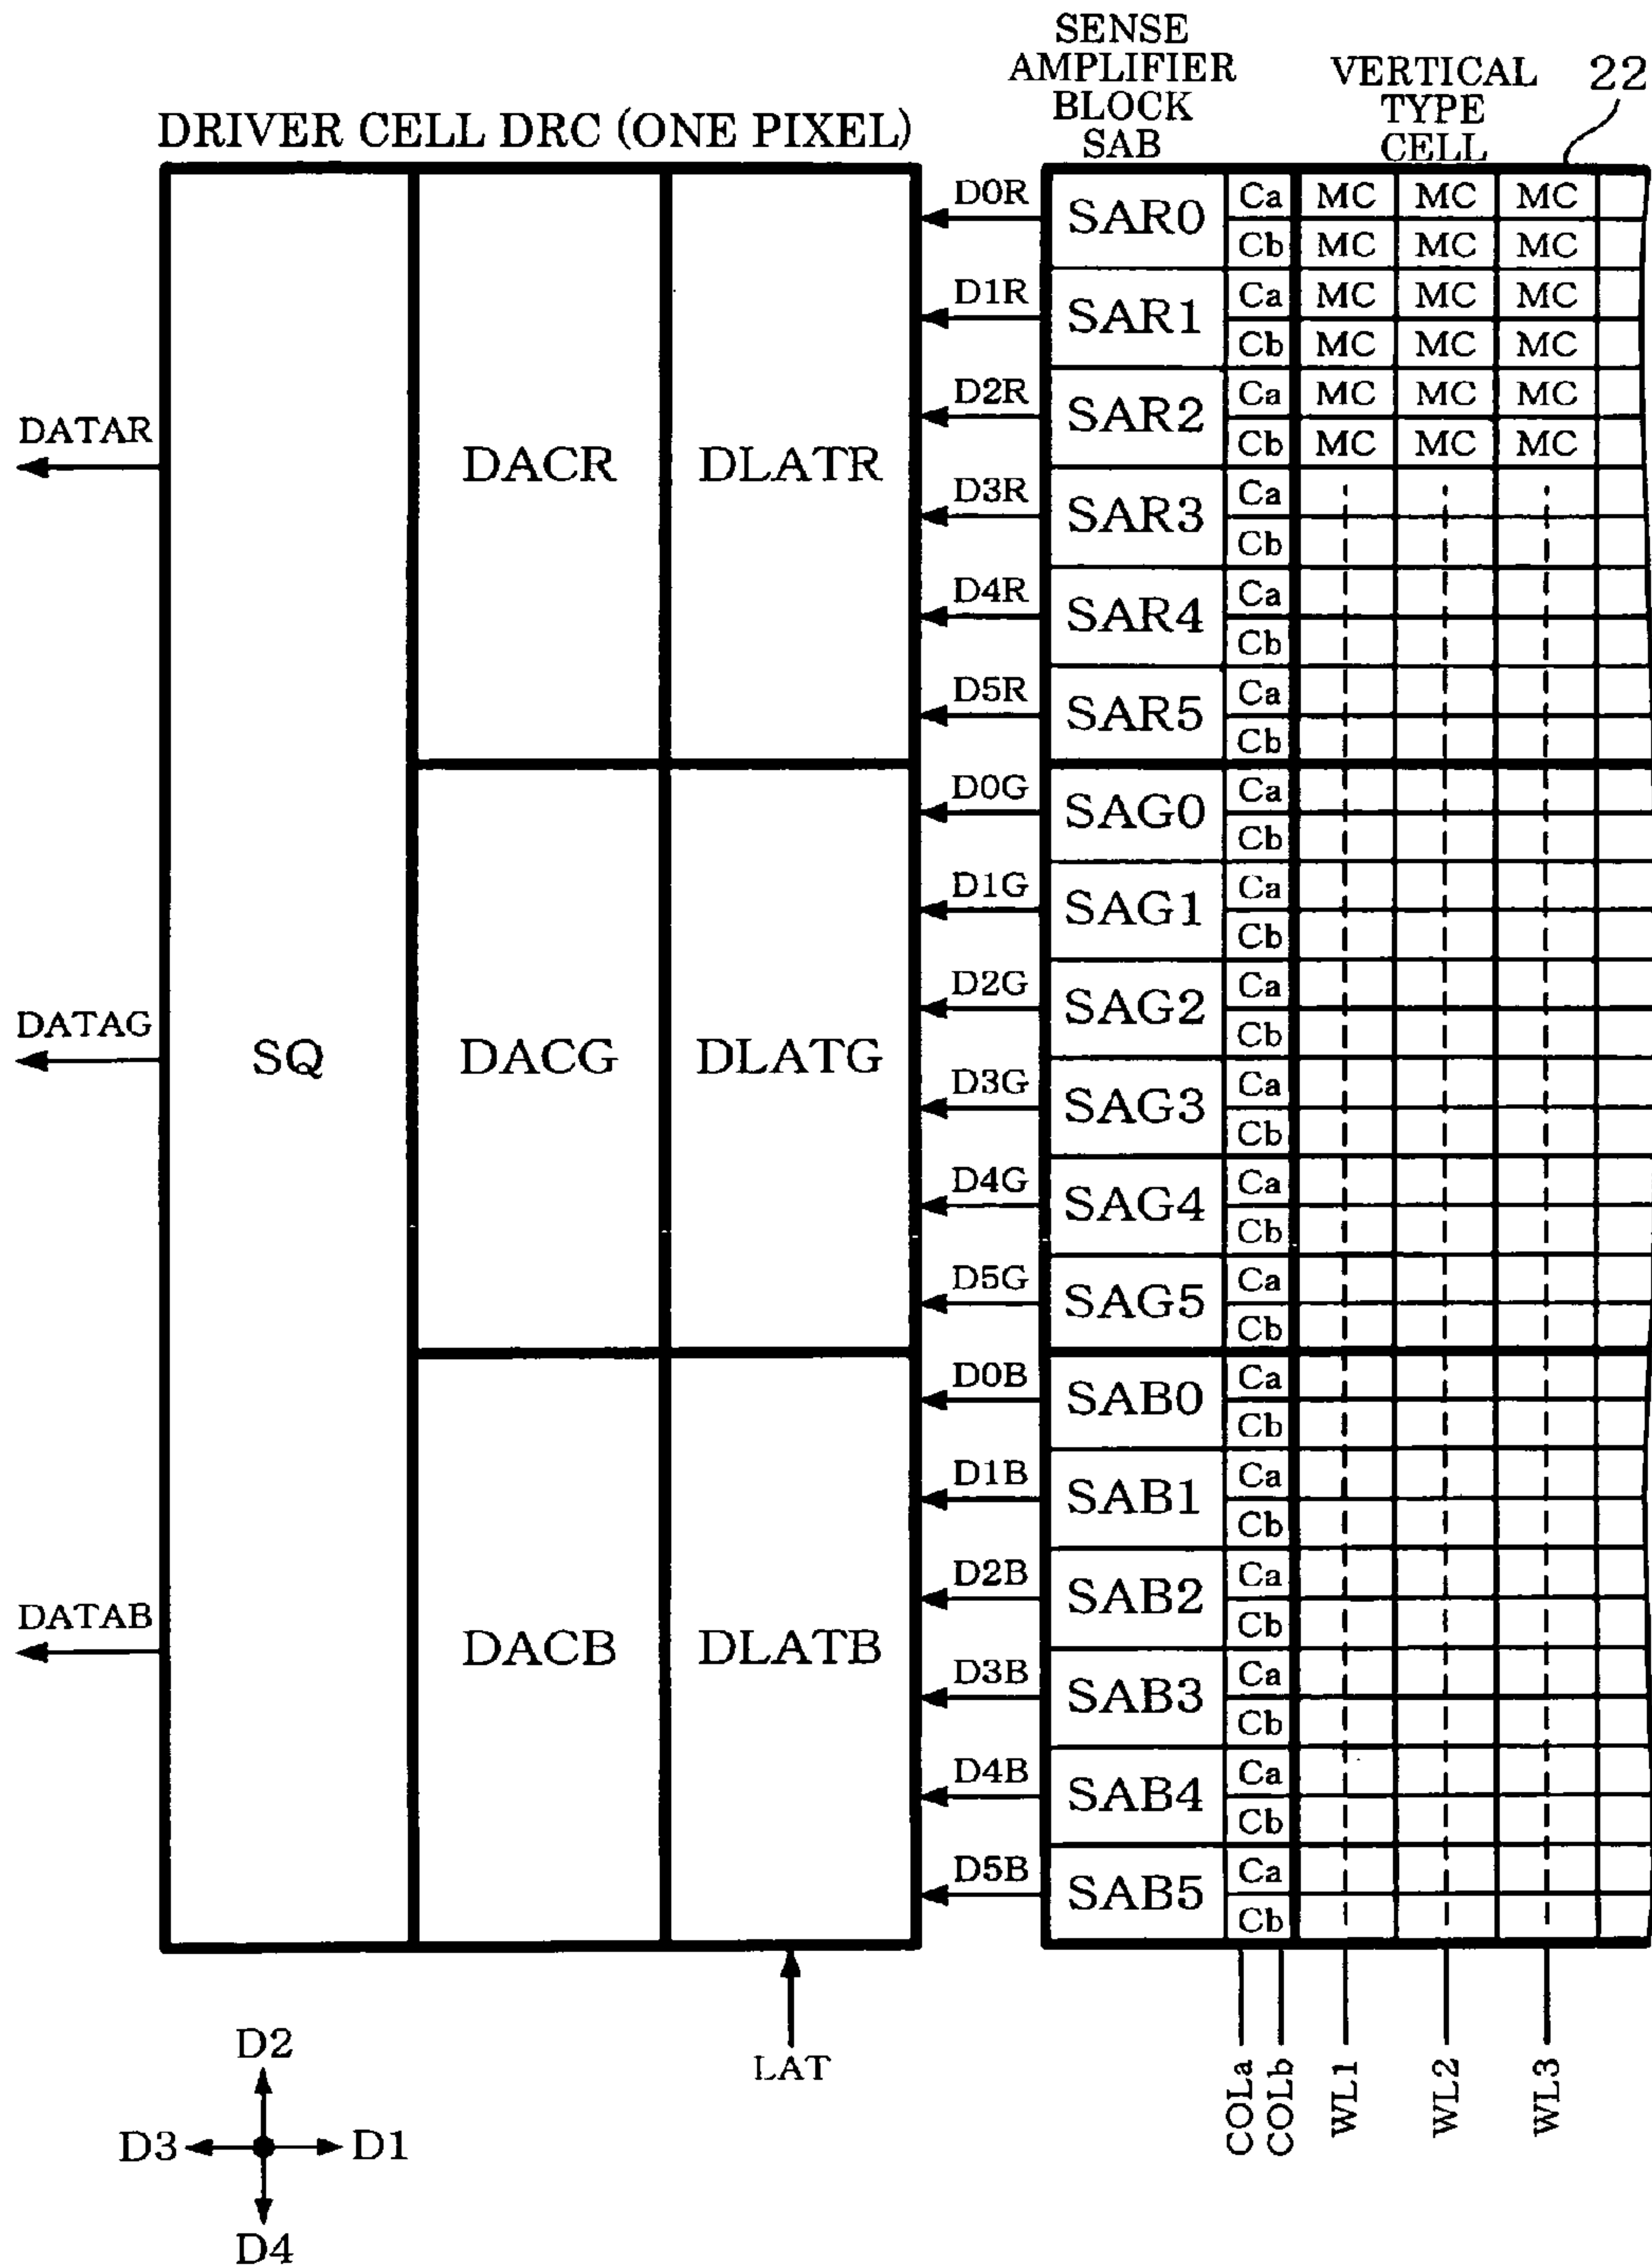 SENSE
AMPLIFIER
BLOCK
SAB
VERTICAL
TYPE
CELL
22
DRIVER CELL DRC (ONE PIXEL)
D0R SAR0 Ca MC MC MC
Cb MC MC MC
D1R SAR1 Ca MC MC MC
Cb MC MC MC
D2R SAR2 Ca MC MC MC
Cb MC MC MC
DATAR
DACR DLATR
D3R SAR3 Ca
Cb
D4R SAR4 Ca
Cb
D5R SAR5 Ca
Cb
D0G SAG0 Ca
Cb
D1G SAG1 Ca
Cb
D2G SAG2 Ca
Cb
DATAG
SQ DACG DLATG
D3G SAG3 Ca
Cb
D4G SAG4 Ca
Cb
D5G SAG5 Ca
Cb
D0B SAB0 Ca
Cb
D1B SAB1 Ca
Cb
D2B SAB2 Ca
Cb
DATAB
DACB DLATB
D3B SAB3 Ca
Cb
D4B SAB4 Ca
Cb
D5B SAB5 Ca
Cb
LAT
COLa
COLb
WL1
WL2
WL3
D2
D3 D1
D4